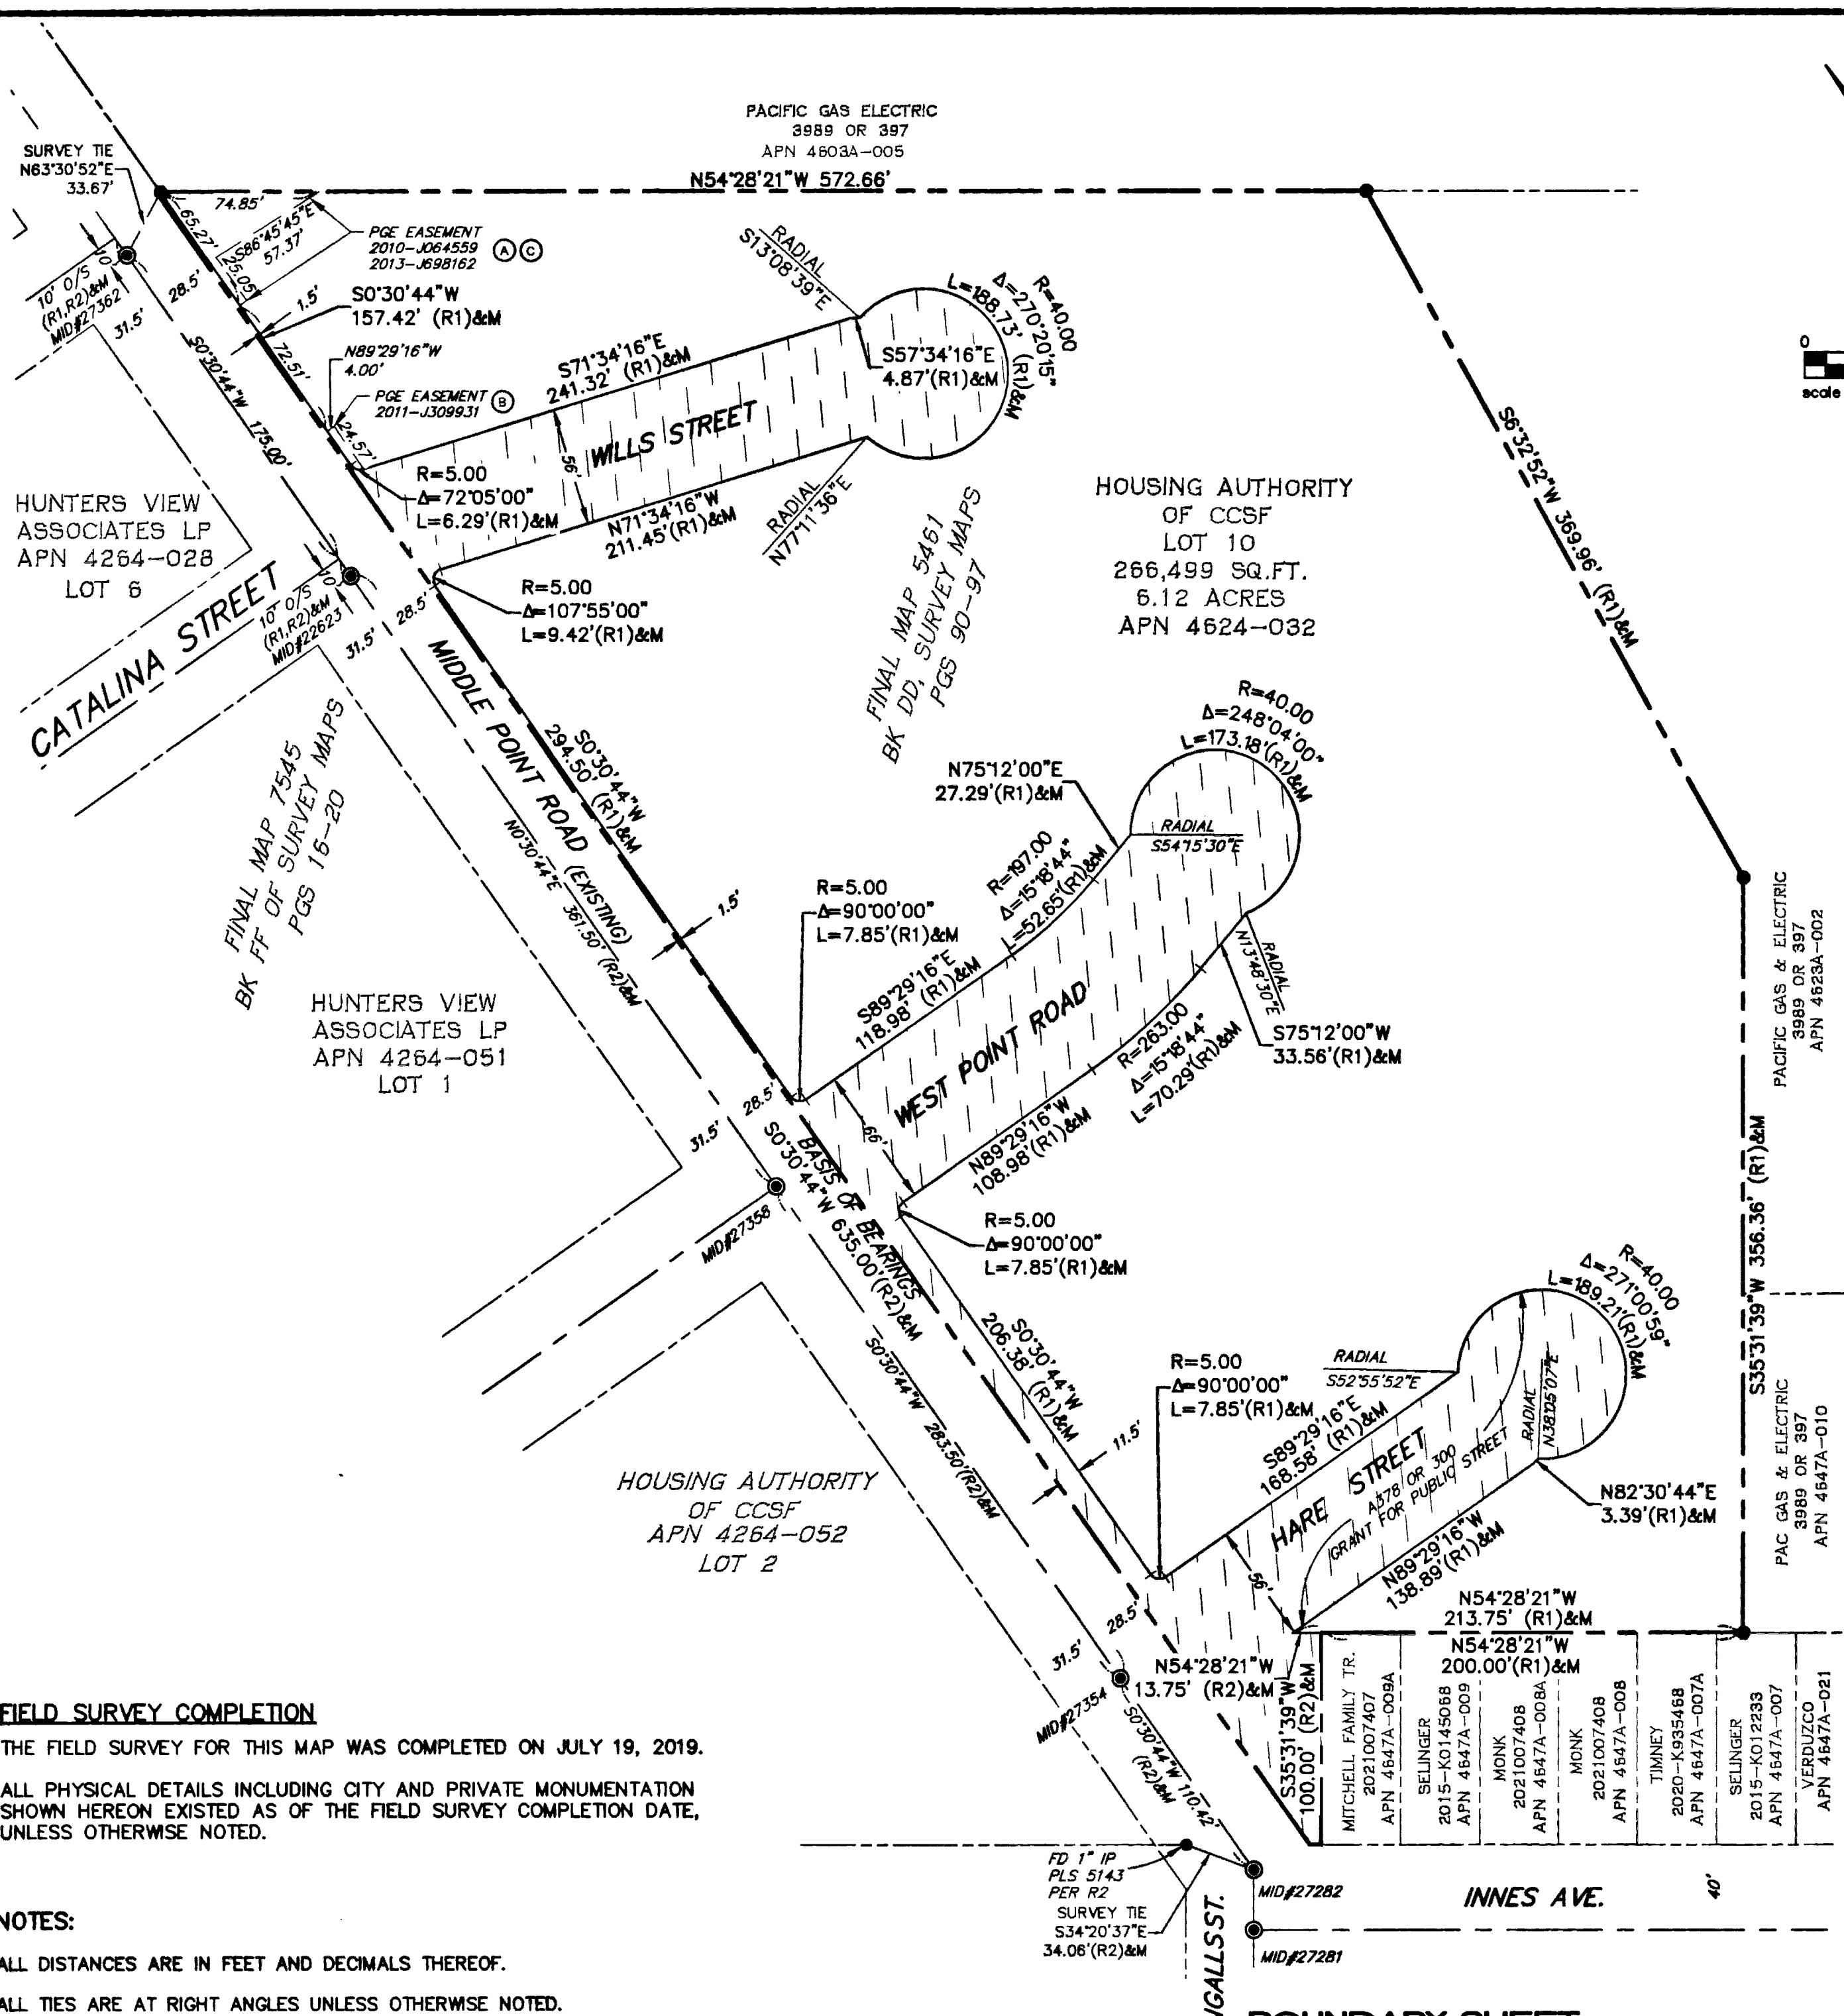 PACIFIC GAS ELECTRIC
3989 OR 397
APN 4603A-005
N54°28'21"W 572.66'
SURVEY TIE
N63°30'52"E
33.67'
74.85'
65.27'
S86°45'45"E
57.37'
25.05'
PGE EASEMENT
2010-J064559
2013-J698162
A C
10' O/S
(R1,R2)&M
MID#27362
10
28.5'
31.5'
1.5'
S0°30'44"W
157.42' (R1)&M
S0°30'44"W 175.00'
72.51'
N89°29'16"W
4.00'
PGE EASEMENT
2011-J309931
B
24.57'
RADIAL
S13°08'39"E
R=40.00
Δ=270°20'15"
L=188.73' (R1)&M
S57°34'16"E
4.87'(R1)&M
S71°34'16"E
241.32' (R1)&M
WILLS STREET
56'
N71°34'16"W
211.45'(R1)&M
RADIAL
N77°11'36"E
R=5.00
Δ=72°05'00"
L=6.29'(R1)&M
R=5.00
Δ=107°55'00"
L=9.42'(R1)&M
0
scale
S6°32'52"W 369.96' (R1)&M
HUNTERS VIEW
ASSOCIATES LP
APN 4264-028
LOT 6
CATALINA STREET
10' O/S
(R1,R2)&M
MID#22623
10
28.5'
31.5'
HOUSING AUTHORITY
OF CCSF
LOT 10
266,499 SQ.FT.
6.12 ACRES
APN 4624-032
FINAL MAP 5461
BK DD, SURVEY MAPS
PGS 90-97
FINAL MAP 7545
BK FF OF SURVEY MAPS
PGS 16-20
MIDDLE POINT ROAD (EXISTING)
S0°30'44"W
294.50' (R1)&M
N0°30'44"E 361.50' (R2)&M
1.5'
HUNTERS VIEW
ASSOCIATES LP
APN 4264-051
LOT 1
R=40.00
Δ=248°04'00"
L=173.18'(R1)&M
N75°12'00"E
27.29'(R1)&M
RADIAL
S54°15'30"E
R=197.00
Δ=15°18'44"
L=52.65'(R1)&M
R=5.00
Δ=90°00'00"
L=7.85'(R1)&M
S89°29'16"E
118.98' (R1)&M
WEST POINT ROAD
66'
RADIAL
N13°48'30"E
S75°12'00"W
33.56'(R1)&M
R=263.00
Δ=15°18'44"
L=70.29'(R1)&M
N89°29'16"W
108.98'(R1)&M
R=5.00
Δ=90°00'00"
L=7.85'(R1)&M
28.5'
31.5'
MID#27358
BASIS OF BEARINGS
S0°30'44"W 635.00'(R2)&M
S0°30'44"W 283.50'(R2)&M
S0°30'44"W
206.38' (R1)&M
11.5'
PACIFIC GAS & ELECTRIC
3989 OR 397
APN 4623A-002
S35°31'39"W 356.36' (R1)&M
PAC GAS & ELECTRIC
3989 OR 397
APN 4647A-010
HOUSING AUTHORITY
OF CCSF
APN 4264-052
LOT 2
R=5.00
Δ=90°00'00"
L=7.85'(R1)&M
RADIAL
S52°55'52"E
R=40.00
Δ=271°00'59"
L=189.21'(R1)&M
RADIAL
N38°05'07"E
S89°29'16"E
168.58' (R1)&M
HARE STREET
A378 OR 300
GRANT FOR PUBLIC STREET
56'
N89°29'16"W
138.89'(R1)&M
N82°30'44"E
3.39'(R1)&M
N54°28'21"W
213.75' (R1)&M
N54°28'21"W
200.00'(R1)&M
28.5'
31.5'
MID#27354
N54°28'21"W
13.75' (R2)&M
S35°31'39"W
100.00' (R2)&M
S0°30'44"W 110.42'
(R2)&M
MITCHELL FAMILY TR.
2021007407
APN 4647A-009A
SELINGER
2015-K0145068
APN 4647A-009
MONK
2021007408
APN 4647A-008A
MONK
2021007408
APN 4647A-008
TIMNEY
2020-K935468
APN 4647A-007A
SELINGER
2015-K012233
APN 4647A-007
VERDUZCO
APN 4647A-021
FD 1" IP
PLS 5143
PER R2
SURVEY TIE
S34°20'37"E
34.06'(R2)&M
MID#27282
MID#27281
INNES AVE.
40'
NGALLS ST.
FIELD SURVEY COMPLETION
THE FIELD SURVEY FOR THIS MAP WAS COMPLETED ON JULY 19, 2019.
ALL PHYSICAL DETAILS INCLUDING CITY AND PRIVATE MONUMENTATION
SHOWN HEREON EXISTED AS OF THE FIELD SURVEY COMPLETION DATE,
UNLESS OTHERWISE NOTED.
NOTES:
ALL DISTANCES ARE IN FEET AND DECIMALS THEREOF.
ALL TIES ARE AT RIGHT ANGLES UNLESS OTHERWISE NOTED.
BOUNDARY SHEET